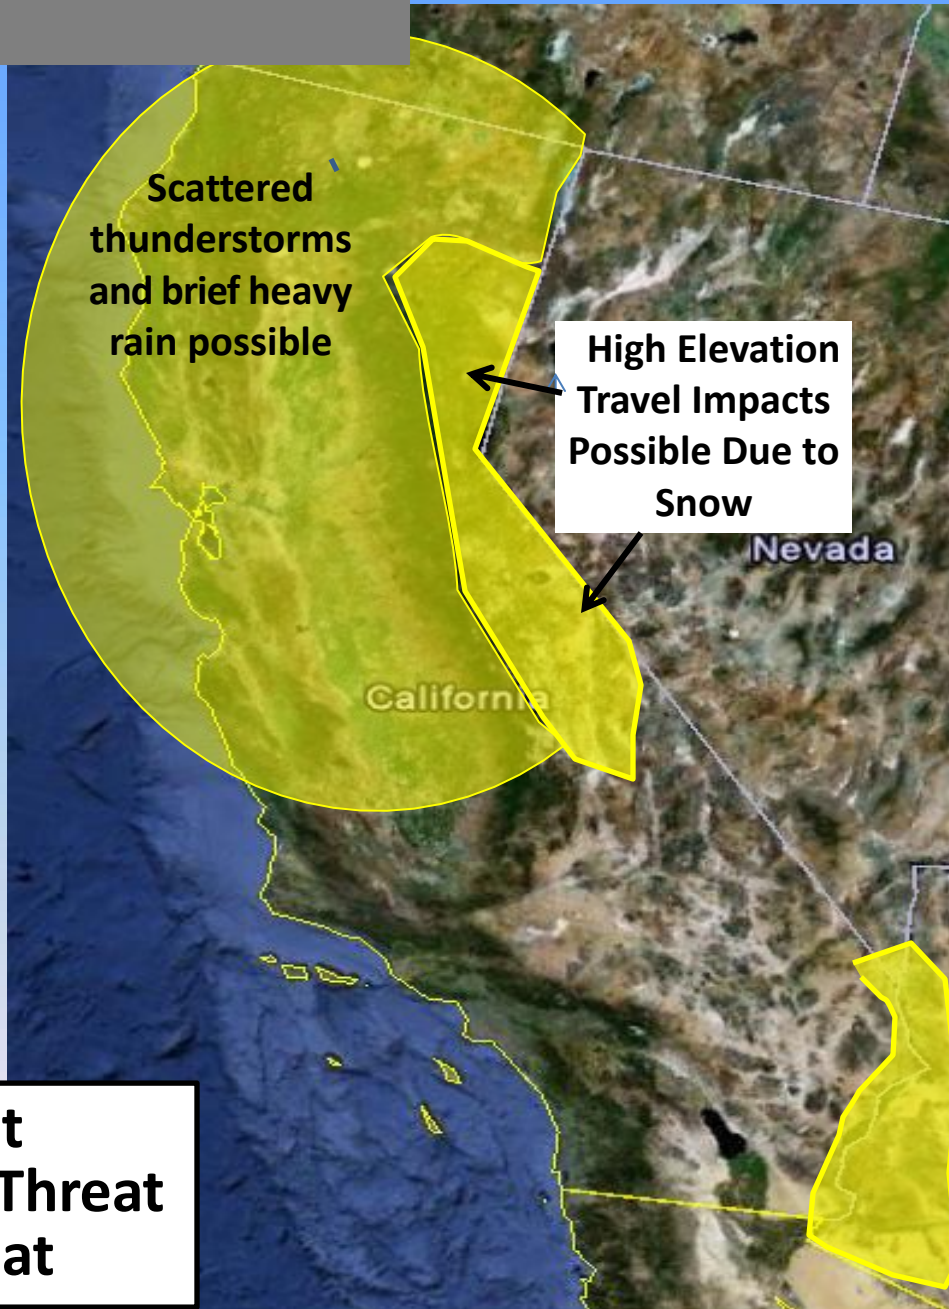 Scattered
thunderstorms
and brief heavy
rain possible
High Elevation
Travel Impacts
Possible Due to
Snow
Nevada
California
t
Threat
at